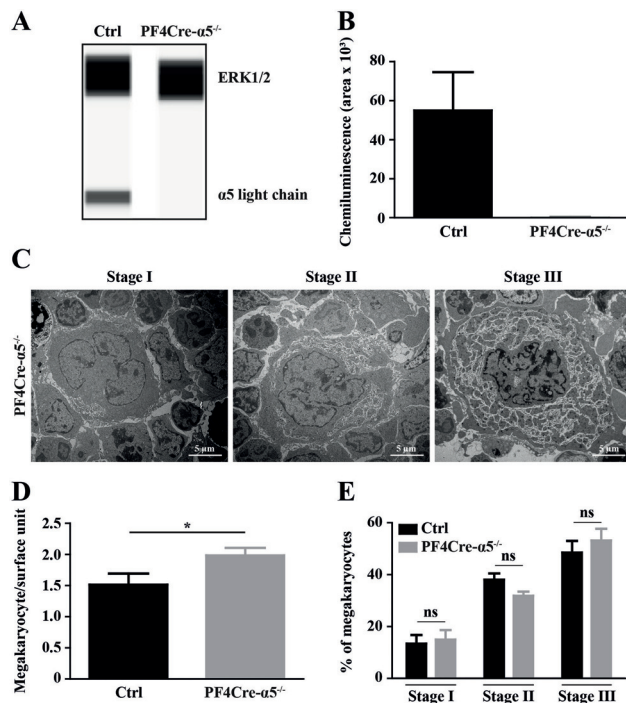 A
Ctrl PF4Cre-α5⁻/⁻
ERK1/2
α5 light chain
B
Chemiluminescence (area x 10³)
80
60
40
20
0
Ctrl PF4Cre-α5⁻/⁻
C
Stage I Stage II Stage III
PF4Cre-α5⁻/⁻
5 µm 5 µm 5 µm
D
Megakaryocyte/surface unit
2.5
2.0
1.5
1.0
0.5
0
*
Ctrl PF4Cre-α5⁻/⁻
E
% of megakaryocytes
60
40
20
0
Ctrl
PF4Cre-α5⁻/⁻
ns
ns
ns
Stage I Stage II Stage III